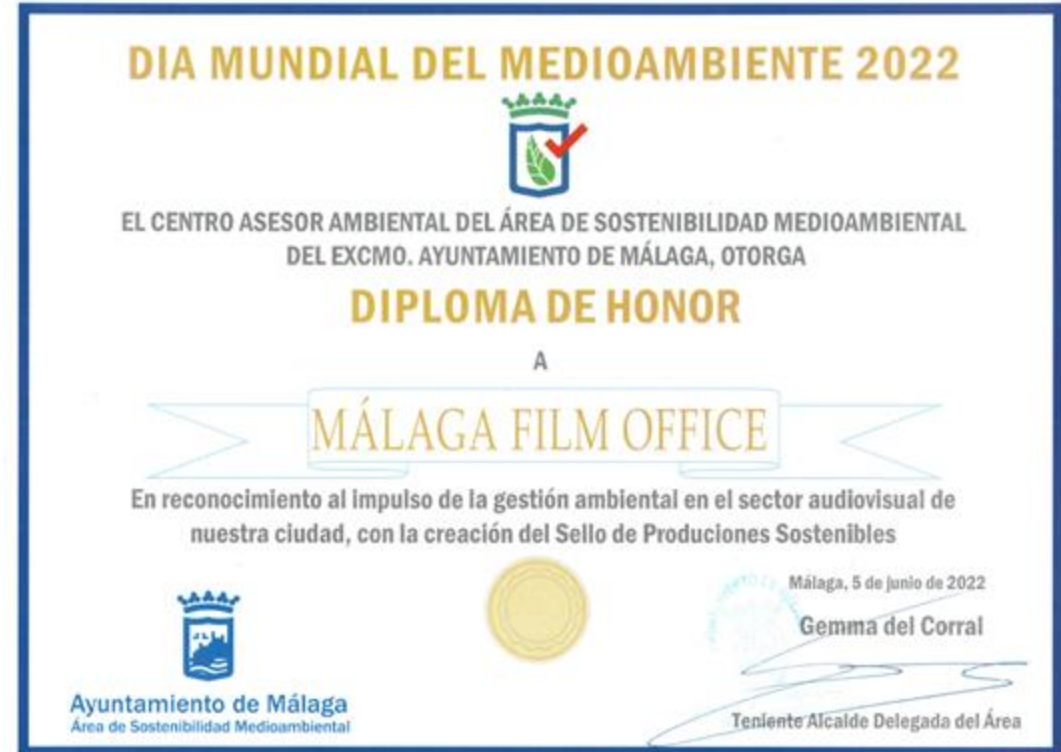 DIA MUNDIAL DEL MEDIOAMBIENTE 2022
EL CENTRO ASESOR AMBIENTAL DEL ÁREA DE SOSTENIBILIDAD MEDIOAMBIENTAL
DEL EXCMO. AYUNTAMIENTO DE MÁLAGA, OTORGA
DIPLOMA DE HONOR
A
MÁLAGA FILM OFFICE
En reconocimiento al impulso de la gestión ambiental en el sector audiovisual de
nuestra ciudad, con la creación del Sello de Produciones Sostenibles
Málaga, 5 de junio de 2022
Gemma del Corral
Teniente Alcalde Delegada del Área
Ayuntamiento de Málaga
Área de Sostenibilidad Medioambiental